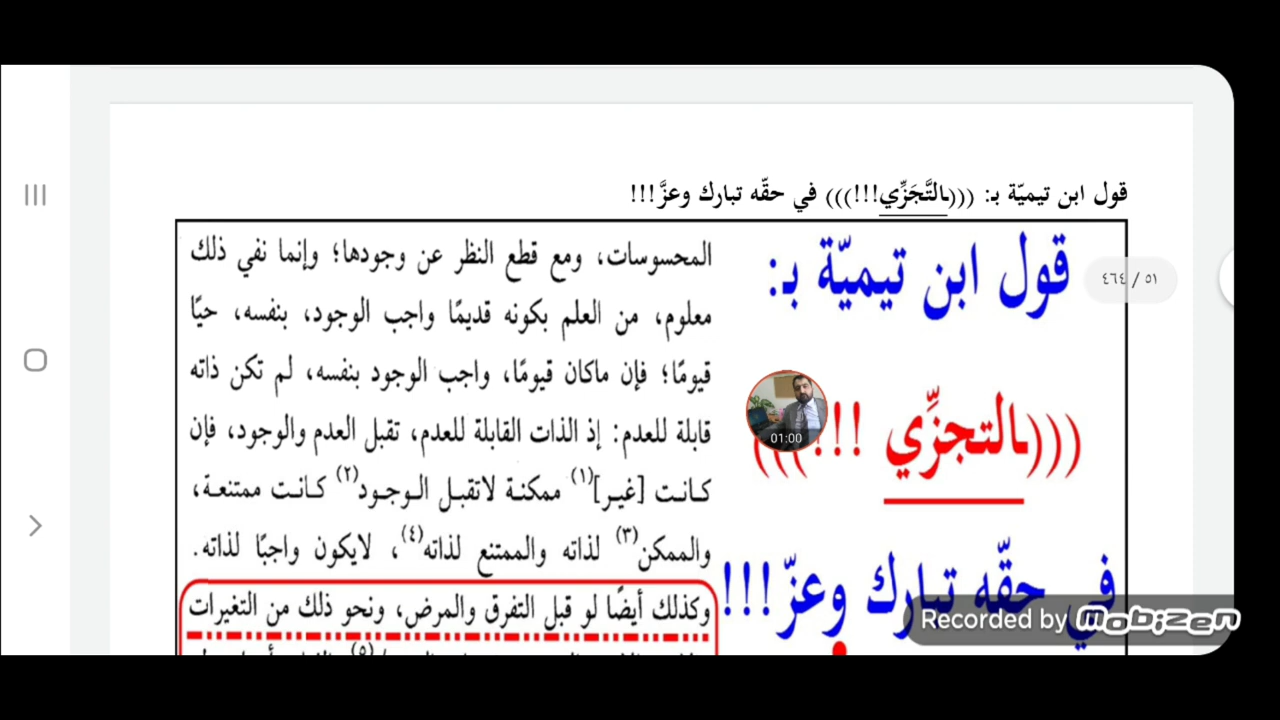 قول ابن تيميّة بـ: (((ـالتَّجَزِّي!!!))) في حقّه تبارك وعزَّ!!!
قول ابن تيميّة بـ:
(((ـالتجزِّي !!!)))
في حقّه تبارك وعزّ!!!
المحسوسات، ومع قطع النظر عن وجودها؛ وإنما نفي ذلك
معلوم، من العلم بكونه قديمًا واجب الوجود، بنفسه، حيًا
قيومًا؛ فإن ماكان قيومًا، واجب الوجود بنفسه، لم تكن ذاته
قابلة للعدم: إذ الذات القابلة للعدم، تقبل العدم والوجود، فإن
كانت [غير](١) ممكنة لاتقبل الوجود(٢) كانت ممتنعة،
والممكن(٣) لذاته والممتنع لذاته(٤)، لايكون واجبًا لذاته.
وكذلك أيضًا لو قبل التفرق والمرض، ونحو ذلك من التغيرات
٥١ / ٤٦٤
01:00
Recorded by mobizen